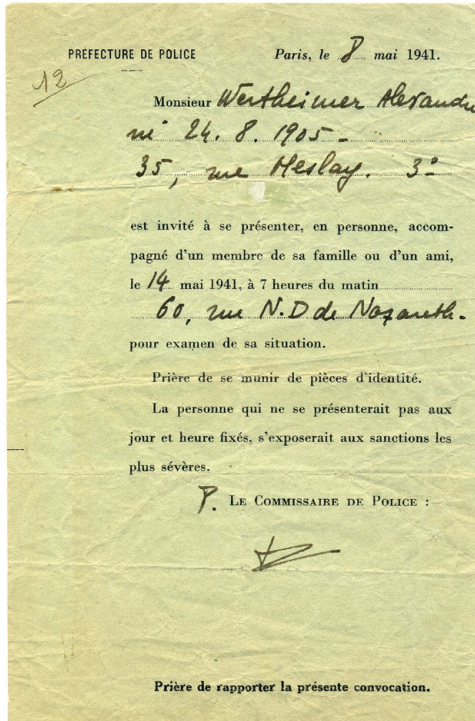 12
PREFECTURE DE POLICE
Paris, le 8 mai 1941.
Monsieur Wertheimer Alexandre
né 24. 8. 1905 -
35, rue Meslay. 3º
est invité à se présenter, en personne, accom-
pagné d'un membre de sa famille ou d'un ami,
le 14 mai 1941, à 7 heures du matin
60, rue N.D de Nazareth.
pour examen de sa situation.
Prière de se munir de pièces d'identité.
La personne qui ne se présenterait pas aux
jour et heure fixés, s'exposerait aux sanctions les
plus sévères.
P. LE COMMISSAIRE DE POLICE :
Prière de rapporter la présente convocation.